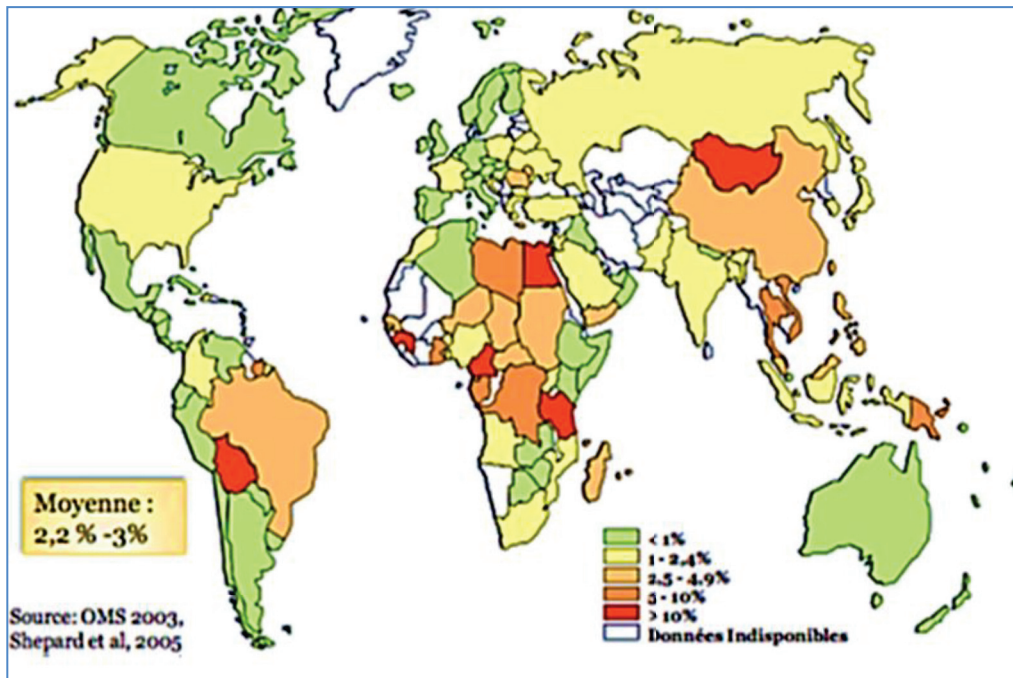 Moyenne :
2,2 % -3%
Source: OMS 2003,
Shepard et al, 2005
< 1%
1 - 2,4%
2,5 - 4,9%
5 - 10%
> 10%
Données Indisponibles